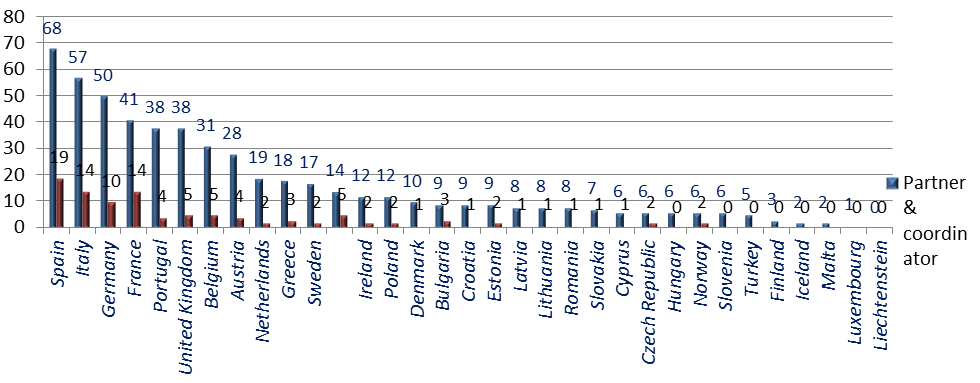 80
70
60
50
40
30
20
10
0
68 57 50 41 38 38 31 28 19 18 17 14 12 12 10 9 9 9 8 8 8 7 6 6 6 6 6 5 3 2 2 1 0
19 14 10 14 4 5 5 4 2 3 2 5 2 2 1 3 1 2 1 1 1 1 1 2 0 2 0 0 0 0 0 0 0
Spain
Italy
Germany
France
Portugal
United Kingdom
Belgium
Austria
Netherlands
Greece
Sweden
Ireland
Poland
Denmark
Bulgaria
Croatia
Estonia
Latvia
Lithuania
Romania
Slovakia
Cyprus
Czech Republic
Hungary
Norway
Slovenia
Turkey
Finland
Iceland
Malta
Luxembourg
Liechtenstein
Partner
&
coordin
ator